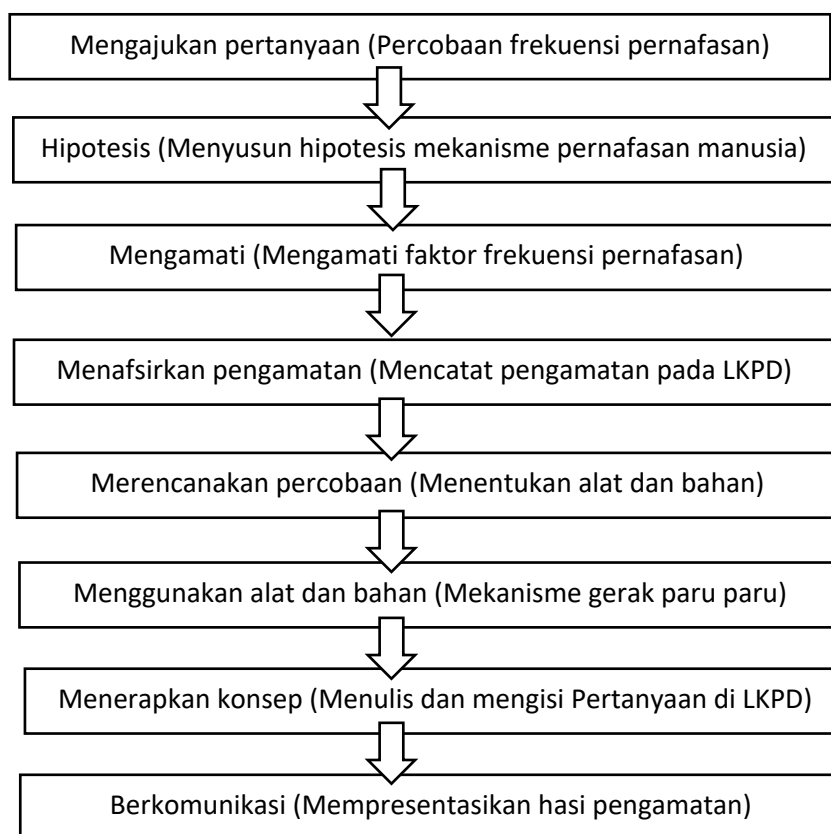 Mengajukan pertanyaan (Percobaan frekuensi pernafasan)
Hipotesis (Menyusun hipotesis mekanisme pernafasan manusia)
Mengamati (Mengamati faktor frekuensi pernafasan)
Menafsirkan pengamatan (Mencatat pengamatan pada LKPD)
Merencanakan percobaan (Menentukan alat dan bahan)
Menggunakan alat dan bahan (Mekanisme gerak paru paru)
Menerapkan konsep (Menulis dan mengisi Pertanyaan di LKPD)
Berkomunikasi (Mempresentasikan hasi pengamatan)